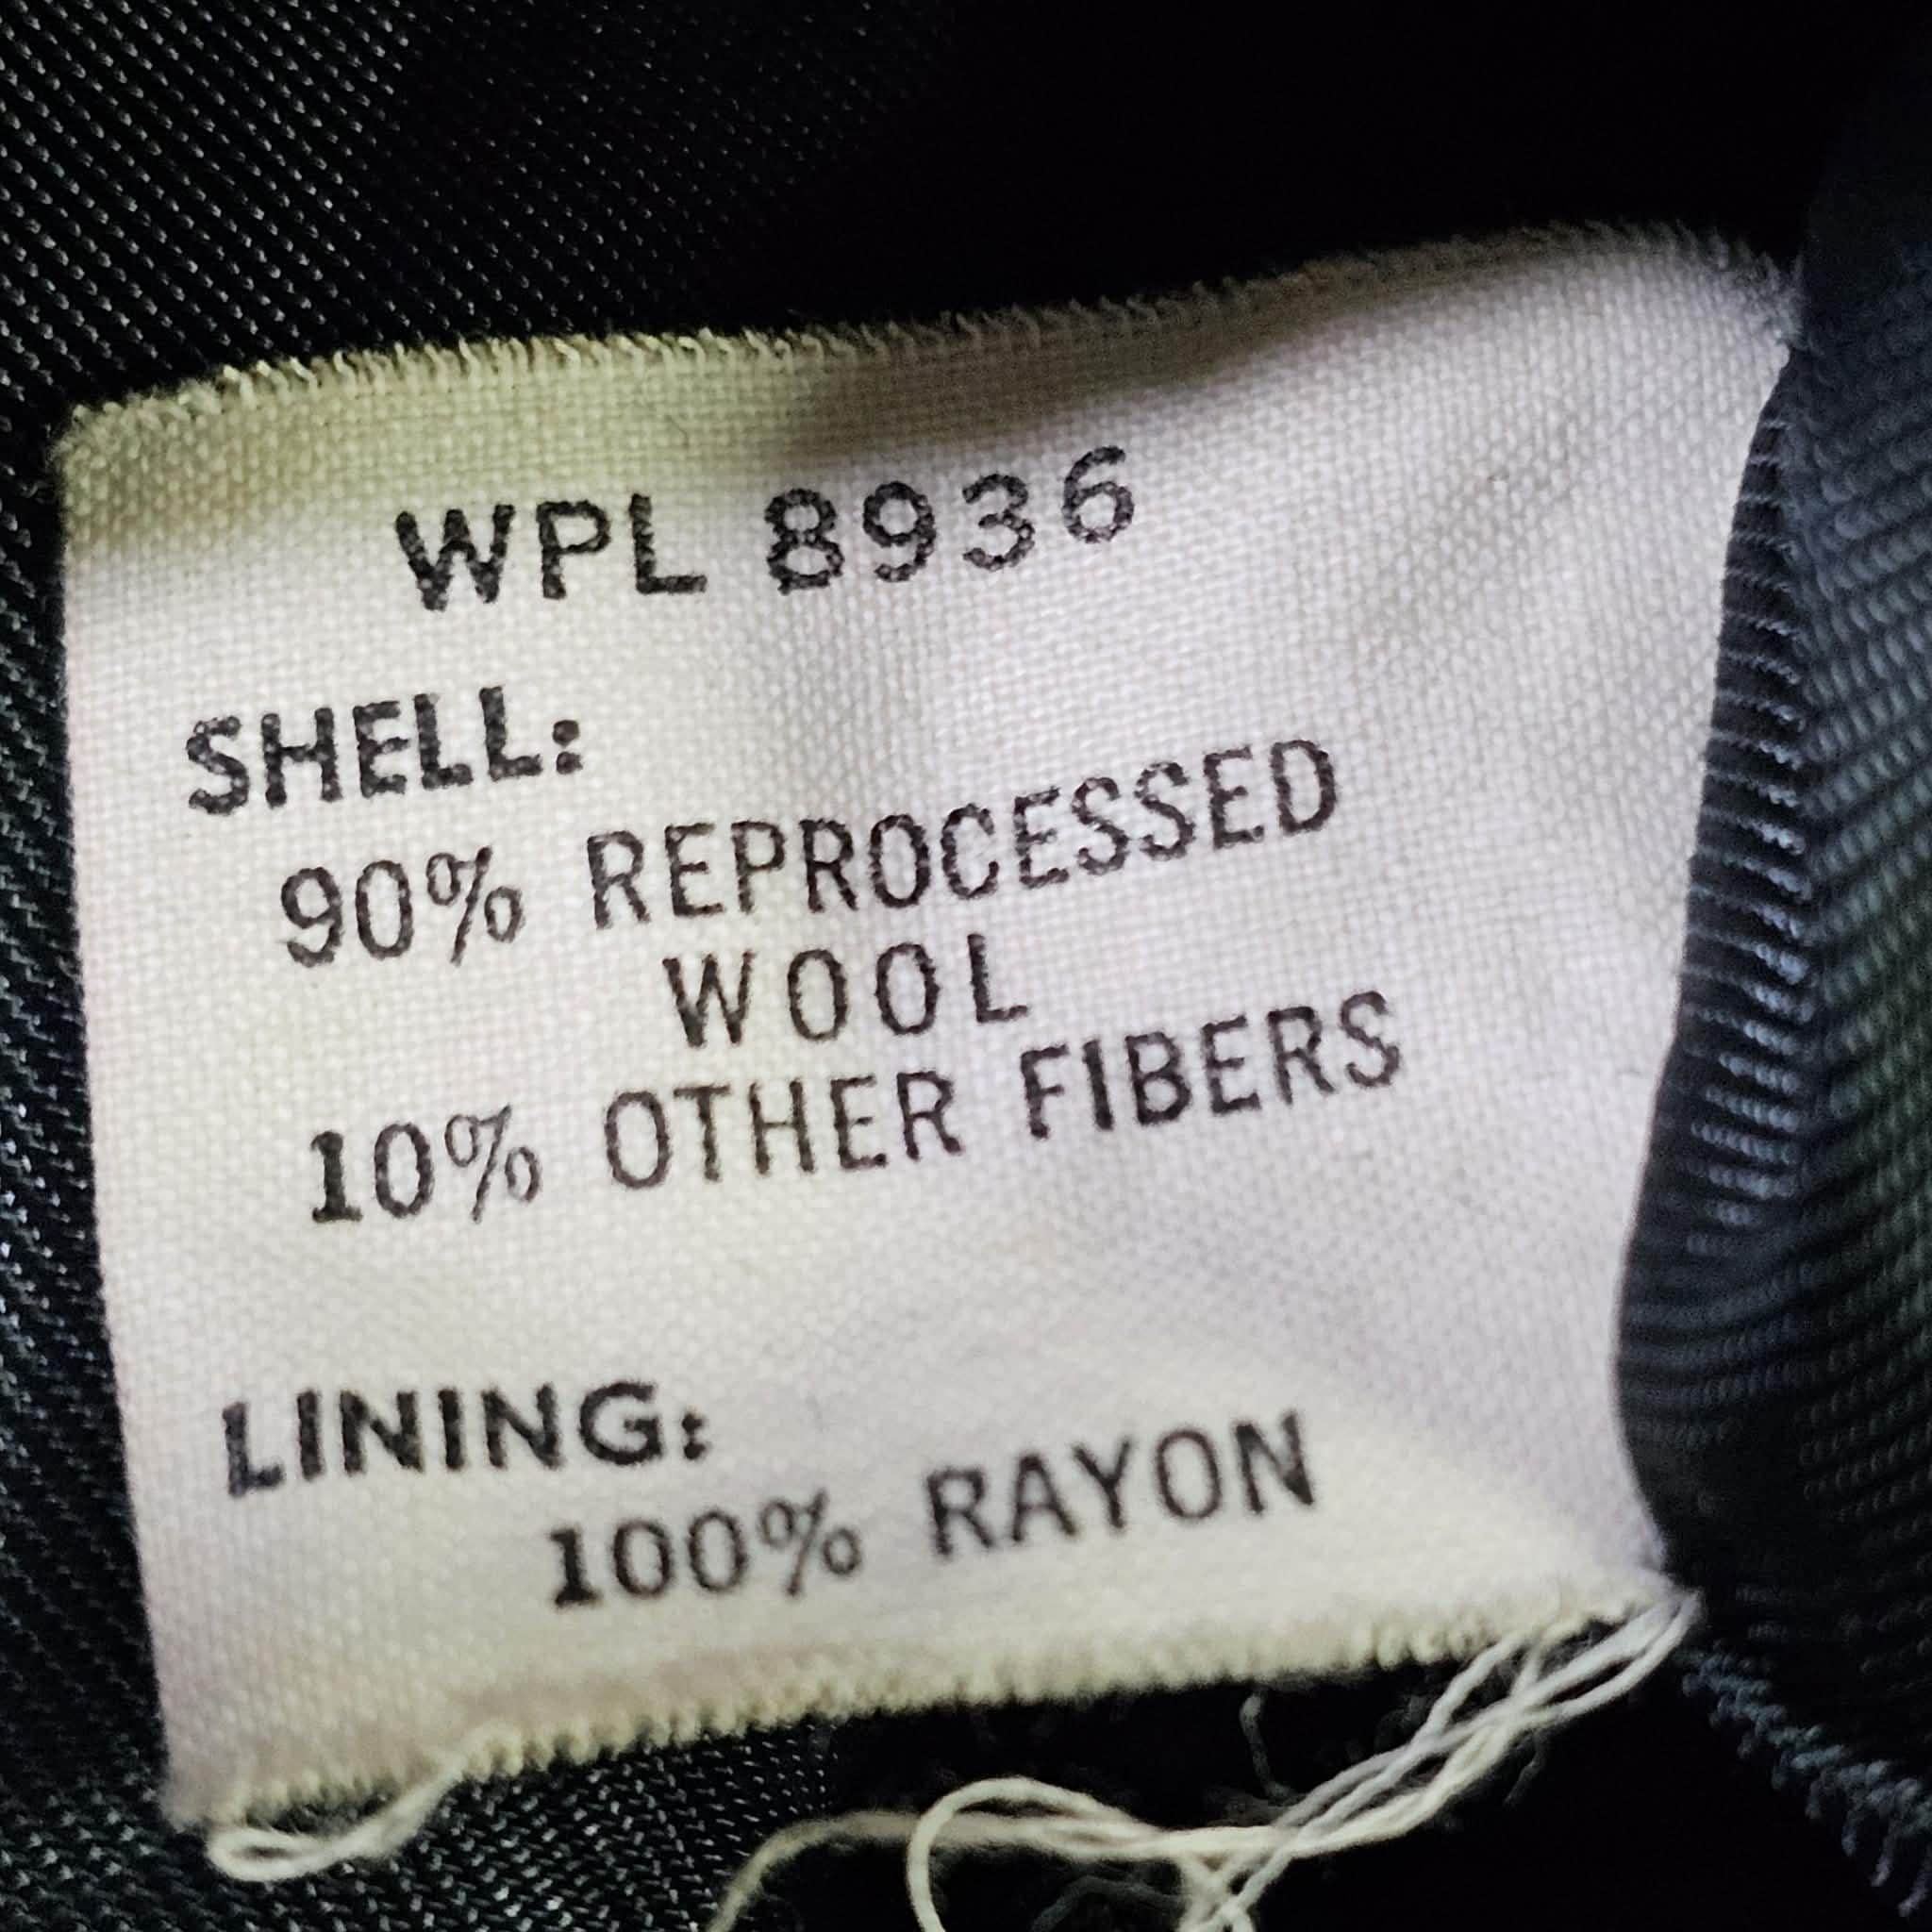 WPL 8936
SHELL:
90% REPROCESSED
WOOL
10% OTHER FIBERS
LINING:
100% RAYON